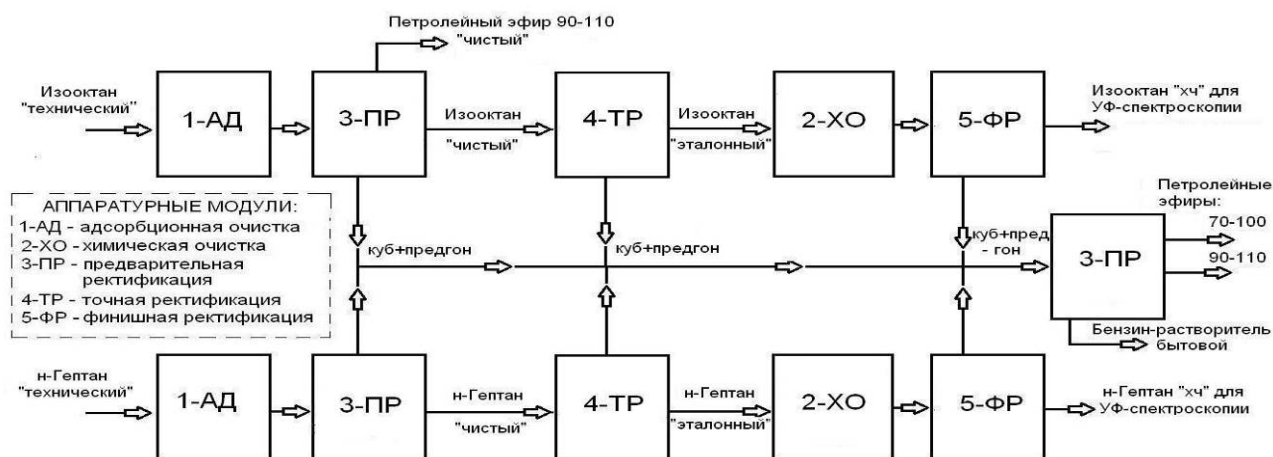 Петролейный эфир 90-110
"чистый"
Изооктан
"технический"
1-АД
3-ПР
Изооктан
"чистый"
4-ТР
Изооктан
"эталонный"
2-ХО
5-ФР
Изооктан "хч" для
УФ-спектроскопии
АППАРАТУРНЫЕ МОДУЛИ:
1-АД - адсорбционная очистка
2-ХО - химическая очистка
3-ПР - предварительная
ректификация
4-ТР - точная ректификация
5-ФР - финишная ректификация
куб+предгон
куб+предгон
куб+пред
- гон
3-ПР
Петролейные
эфиры:
70-100
90-110
Бензин-растворитель
бытовой
н-Гептан
"технический"
1-АД
3-ПР
н-Гептан
"чистый"
4-ТР
н-Гептан
"эталонный"
2-ХО
5-ФР
н-Гептан "хч" для
УФ-спектроскопии